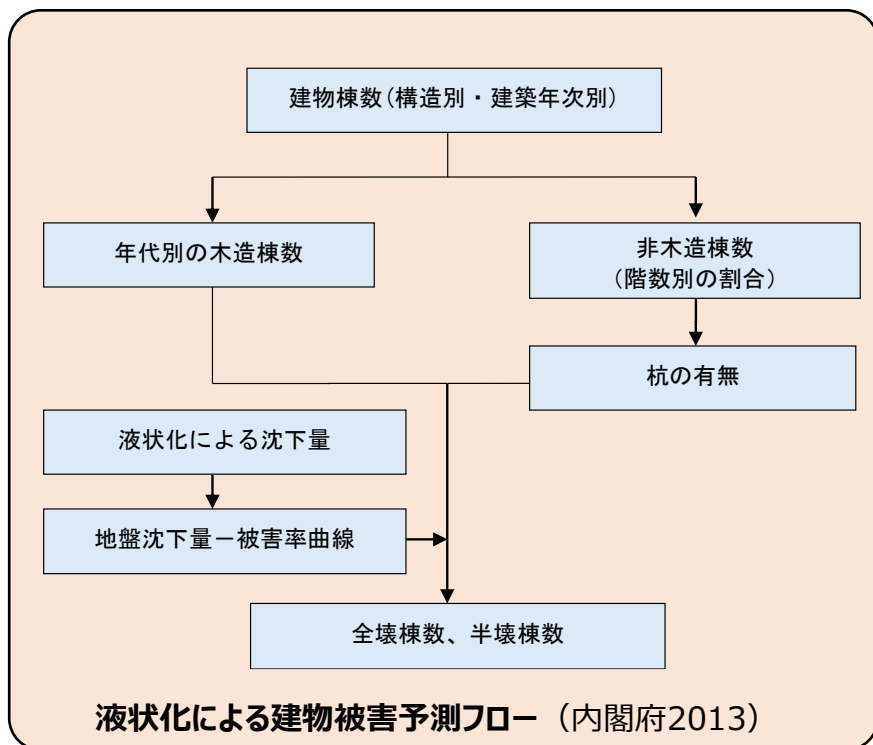 建物棟数(構造別・建築年次別)
年代別の木造棟数
非木造棟数
(階数別の割合)
杭の有無
液状化による沈下量
地盤沈下量－被害率曲線
全壊棟数、半壊棟数
液状化による建物被害予測フロー（内閣府2013）